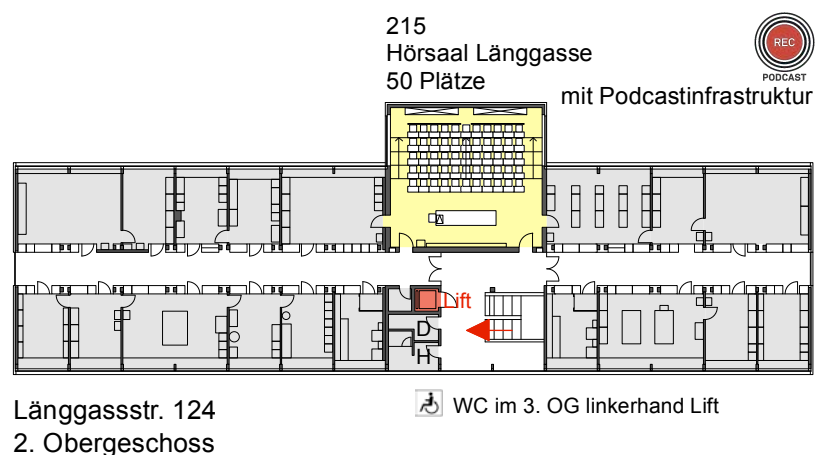 215
Hörsaal Länggasse
50 Plätze
REC
PODCAST
mit Podcastinfrastruktur
Lift
D
H
WC im 3. OG linkerhand Lift
Länggassstr. 124
2. Obergeschoss